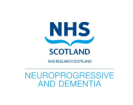 NHS
SCOTLAND
NHS RESEARCH SCOTLAND
NEUROPROGRESSIVE
AND DEMENTIA